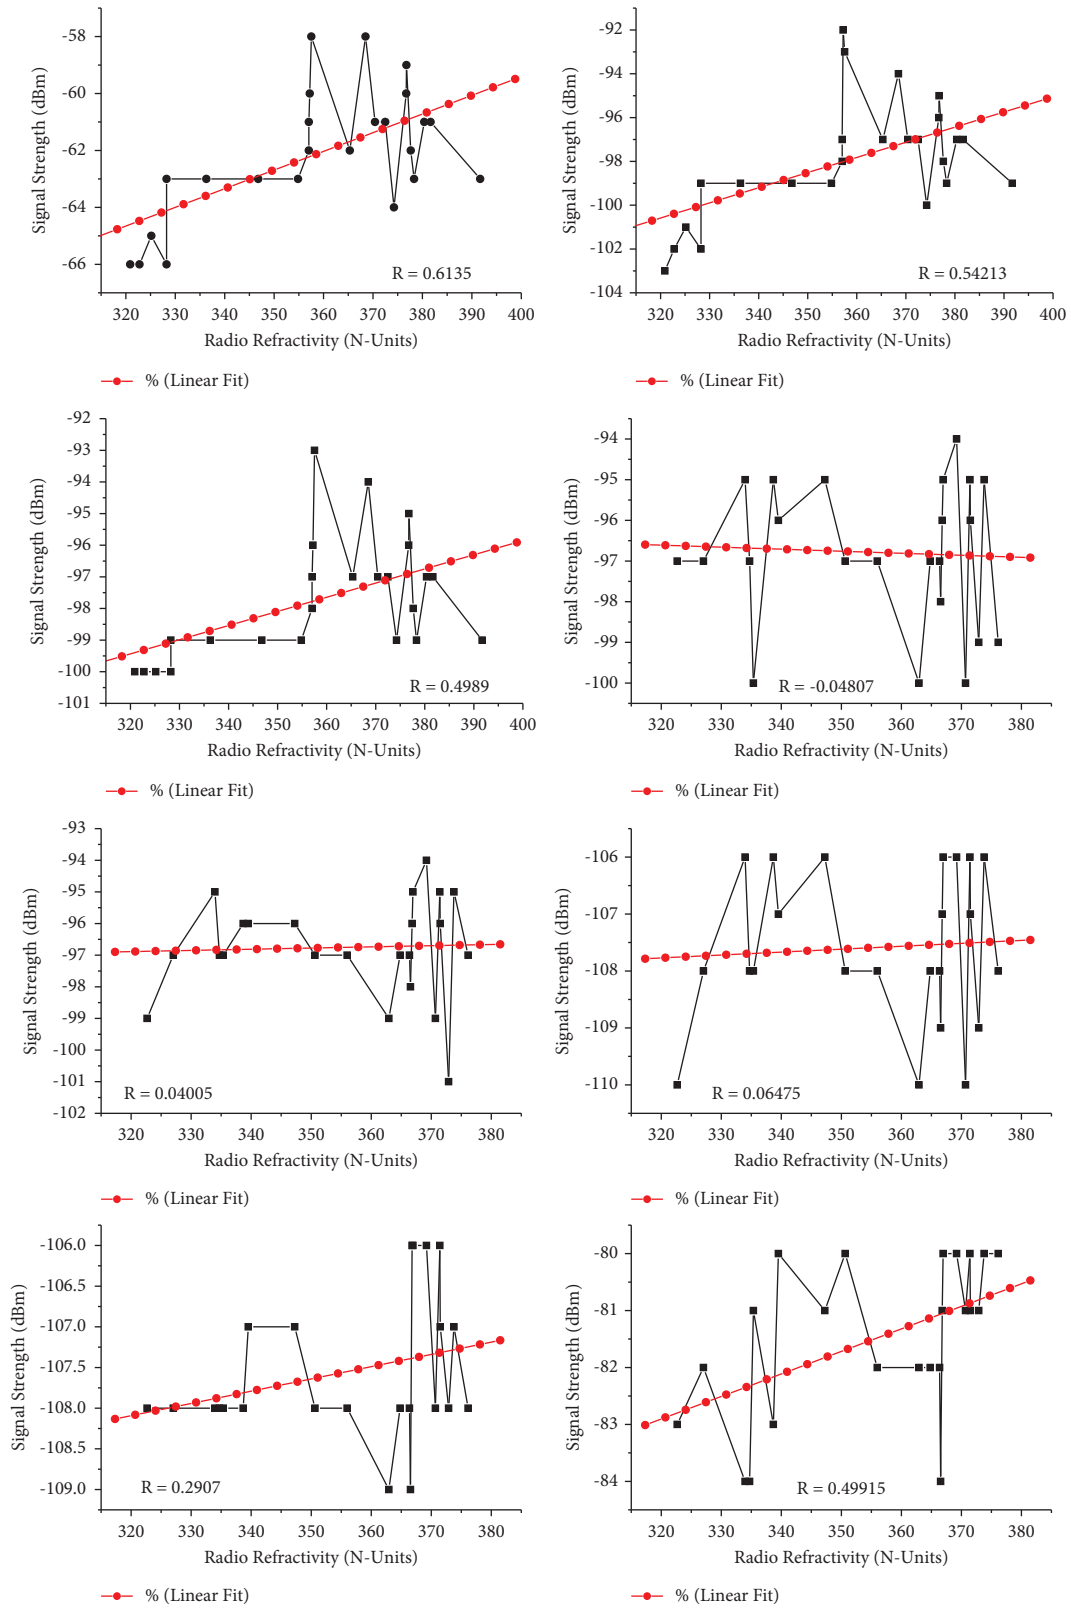 -58
-60
-62
-64
-66
Signal Strength (dBm)
R = 0.6135
320 330 340 350 360 370 380 390 400
Radio Refractivity (N-Units)
% (Linear Fit)
-92
-94
-96
-98
-100
-102
-104
Signal Strength (dBm)
R = 0.54213
320 330 340 350 360 370 380 390 400
Radio Refractivity (N-Units)
% (Linear Fit)
-92
-93
-94
-95
-96
-97
-98
-99
-100
-101
Signal Strength (dBm)
R = 0.4989
320 330 340 350 360 370 380 390 400
Radio Refractivity (N-Units)
% (Linear Fit)
-94
-95
-96
-97
-98
-99
-100
Signal Strength (dBm)
R = -0.04807
320 330 340 350 360 370 380
Radio Refractivity (N-Units)
% (Linear Fit)
-93
-94
-95
-96
-97
-98
-99
-100
-101
-102
Signal Strength (dBm)
R = 0.04005
320 330 340 350 360 370 380
Radio Refractivity (N-Units)
% (Linear Fit)
-106
-107
-108
-109
-110
Signal Strength (dBm)
R = 0.06475
320 330 340 350 360 370 380
Radio Refractivity (N-Units)
% (Linear Fit)
-106.0
-106.5
-107.0
-107.5
-108.0
-108.5
-109.0
Signal Strength (dBm)
R = 0.2907
320 330 340 350 360 370 380
Radio Refractivity (N-Units)
% (Linear Fit)
-80
-81
-82
-83
-84
Signal Strength (dBm)
R = 0.49915
320 330 340 350 360 370 380
Radio Refractivity (N-Units)
% (Linear Fit)